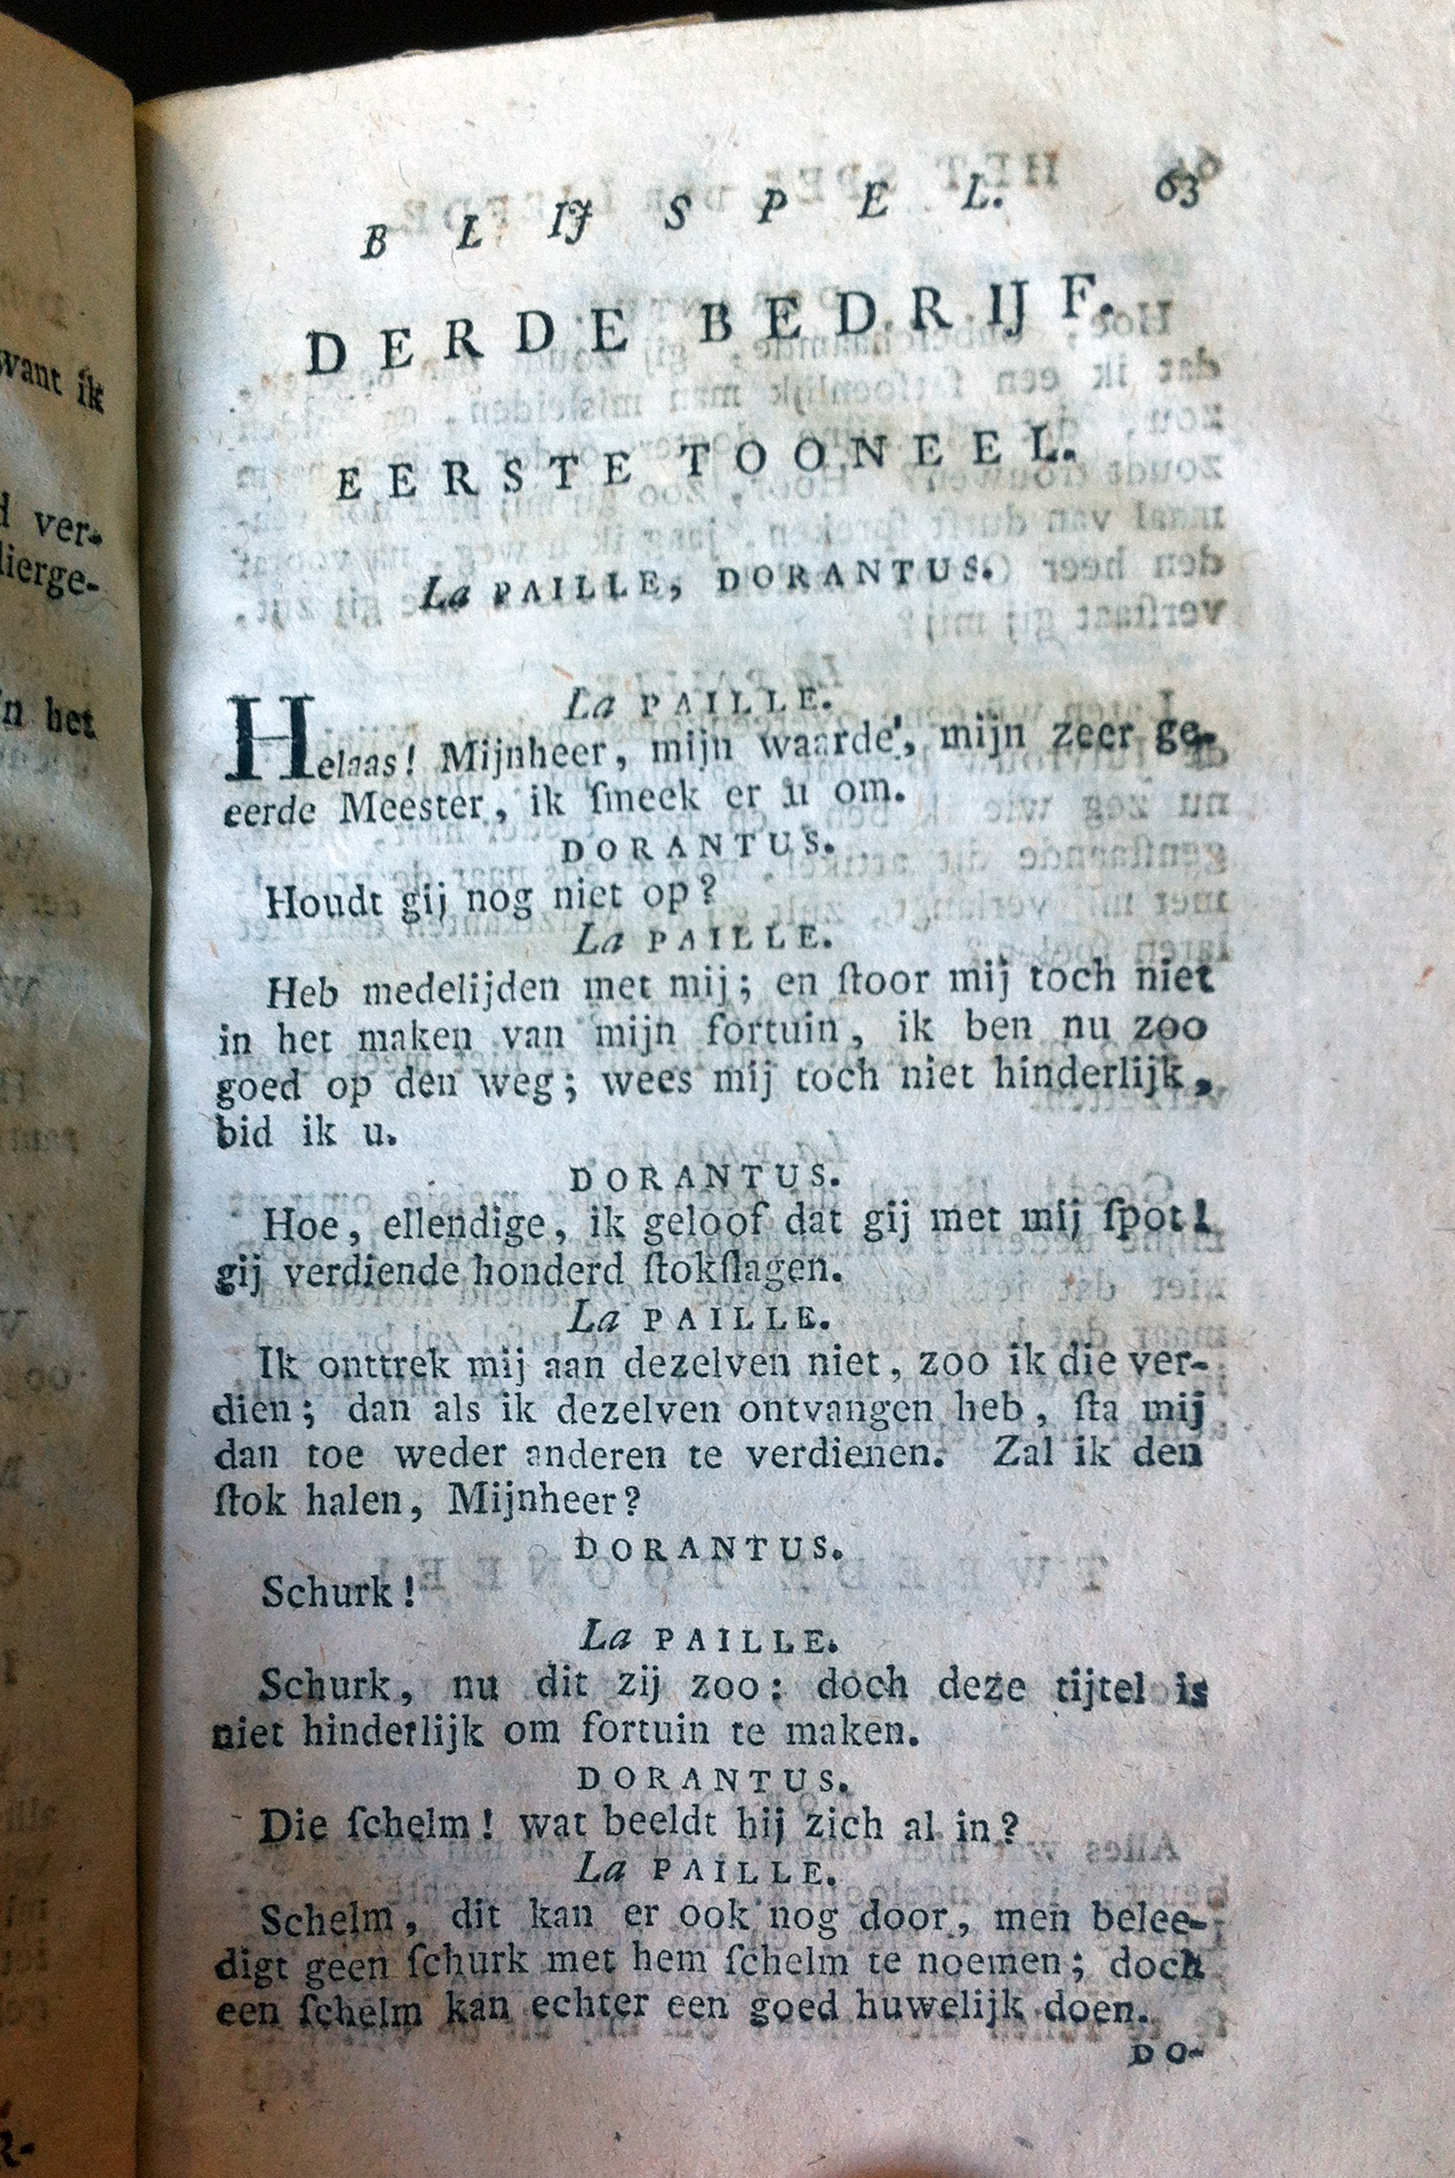 want ik
ver-
dierge-
het
B L IJ S P E L. 63
DERDE BEDRIJF.
EERSTE TOONEEL.
La PAILLE, DORANTUS.
La PAILLE.
Helaas! Mijnheer, mijn waarde', mijn zeer ge-
eerde Meester, ik ſmeek er u om.
DORANTUS.
Houdt gij nog niet op?
La PAILLE.
Heb medelijden met mij; en ſtoor mij toch niet
in het maken van mijn fortuin, ik ben nu zoo
goed op den weg; wees mij toch niet hinderlijk,
bid ik u.
DORANTUS.
Hoe, ellendige, ik geloof dat gij met mij ſpot!
gij verdiende honderd ſtokſlagen.
La PAILLE.
Ik onttrek mij aan dezelven niet, zoo ik die ver-
dien; dan als ik dezelven ontvangen heb, ſta mij
dan toe weder anderen te verdienen. Zal ik den
ſtok halen, Mijnheer?
DORANTUS.
Schurk!
La PAILLE.
Schurk, nu dit zij zoo: doch deze tijtel is
niet hinderlijk om fortuin te maken.
DORANTUS.
Die ſchelm! wat beeldt hij zich al in?
La PAILLE.
Schelm, dit kan er ook nog door, men belee-
digt geen ſchurk met hem ſchelm te noemen; doch
een ſchelm kan echter een goed huwelijk doen.
DO-